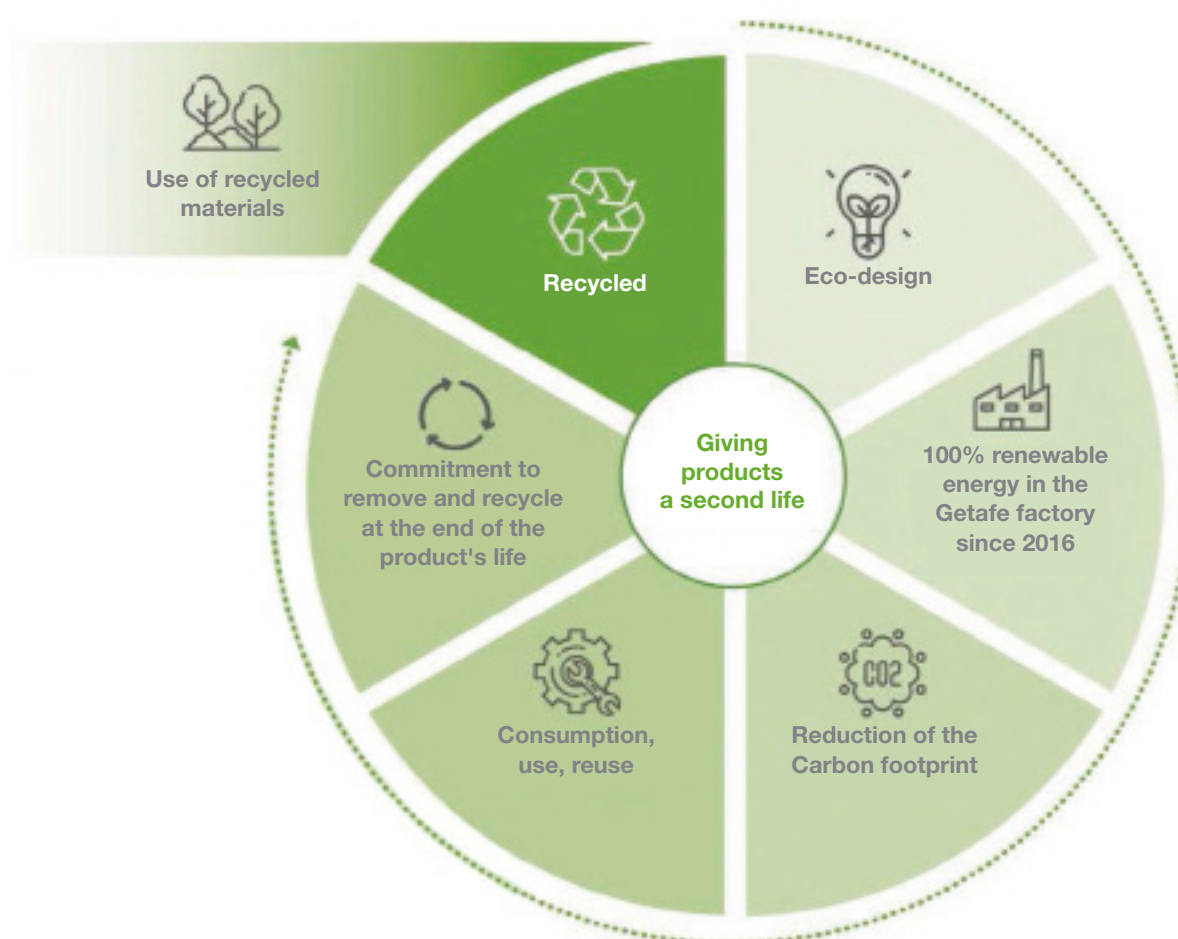 Use of recycled
materials
Recycled
Eco-design
100% renewable
energy in the
Getafe factory
since 2016
CO2
Reduction of the
Carbon footprint
Consumption,
use, reuse
Commitment to
remove and recycle
at the end of the
product's life
Giving
products
a second life